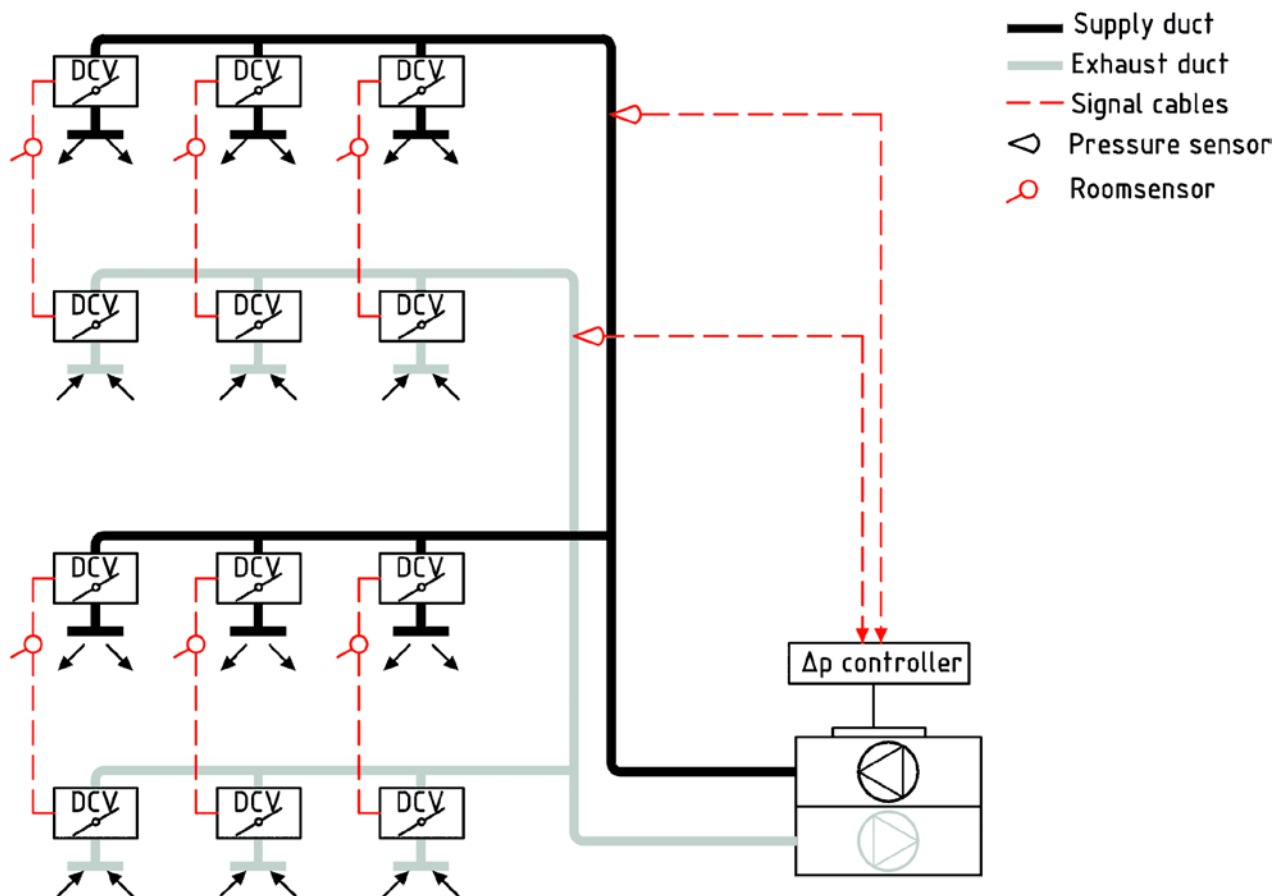 Supply duct
Exhaust duct
Signal cables
Pressure sensor
Roomsensor
DCV
DCV
DCV
DCV
DCV
DCV
DCV
DCV
DCV
Δp controller
DCV
DCV
DCV